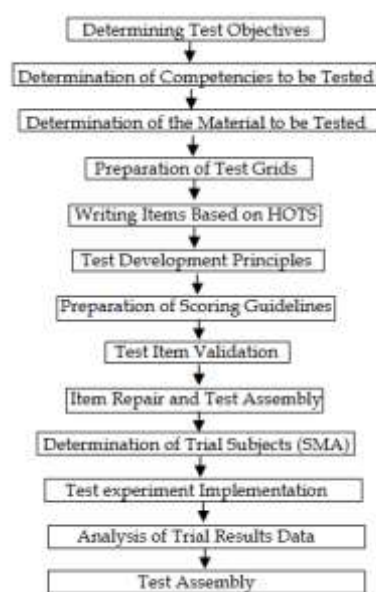 Determining Test Objectives
Determination of Competencies to be Tested
Determination of the Material to be Tested
Preparation of Test Grids
Writing Items Based on HOTS
Test Development Principles
Preparation of Scoring Guidelines
Test Item Validation
Item Repair and Test Assembly
Determination of Trial Subjects (SMA)
Test experiment Implementation
Analysis of Trial Results Data
Test Assembly